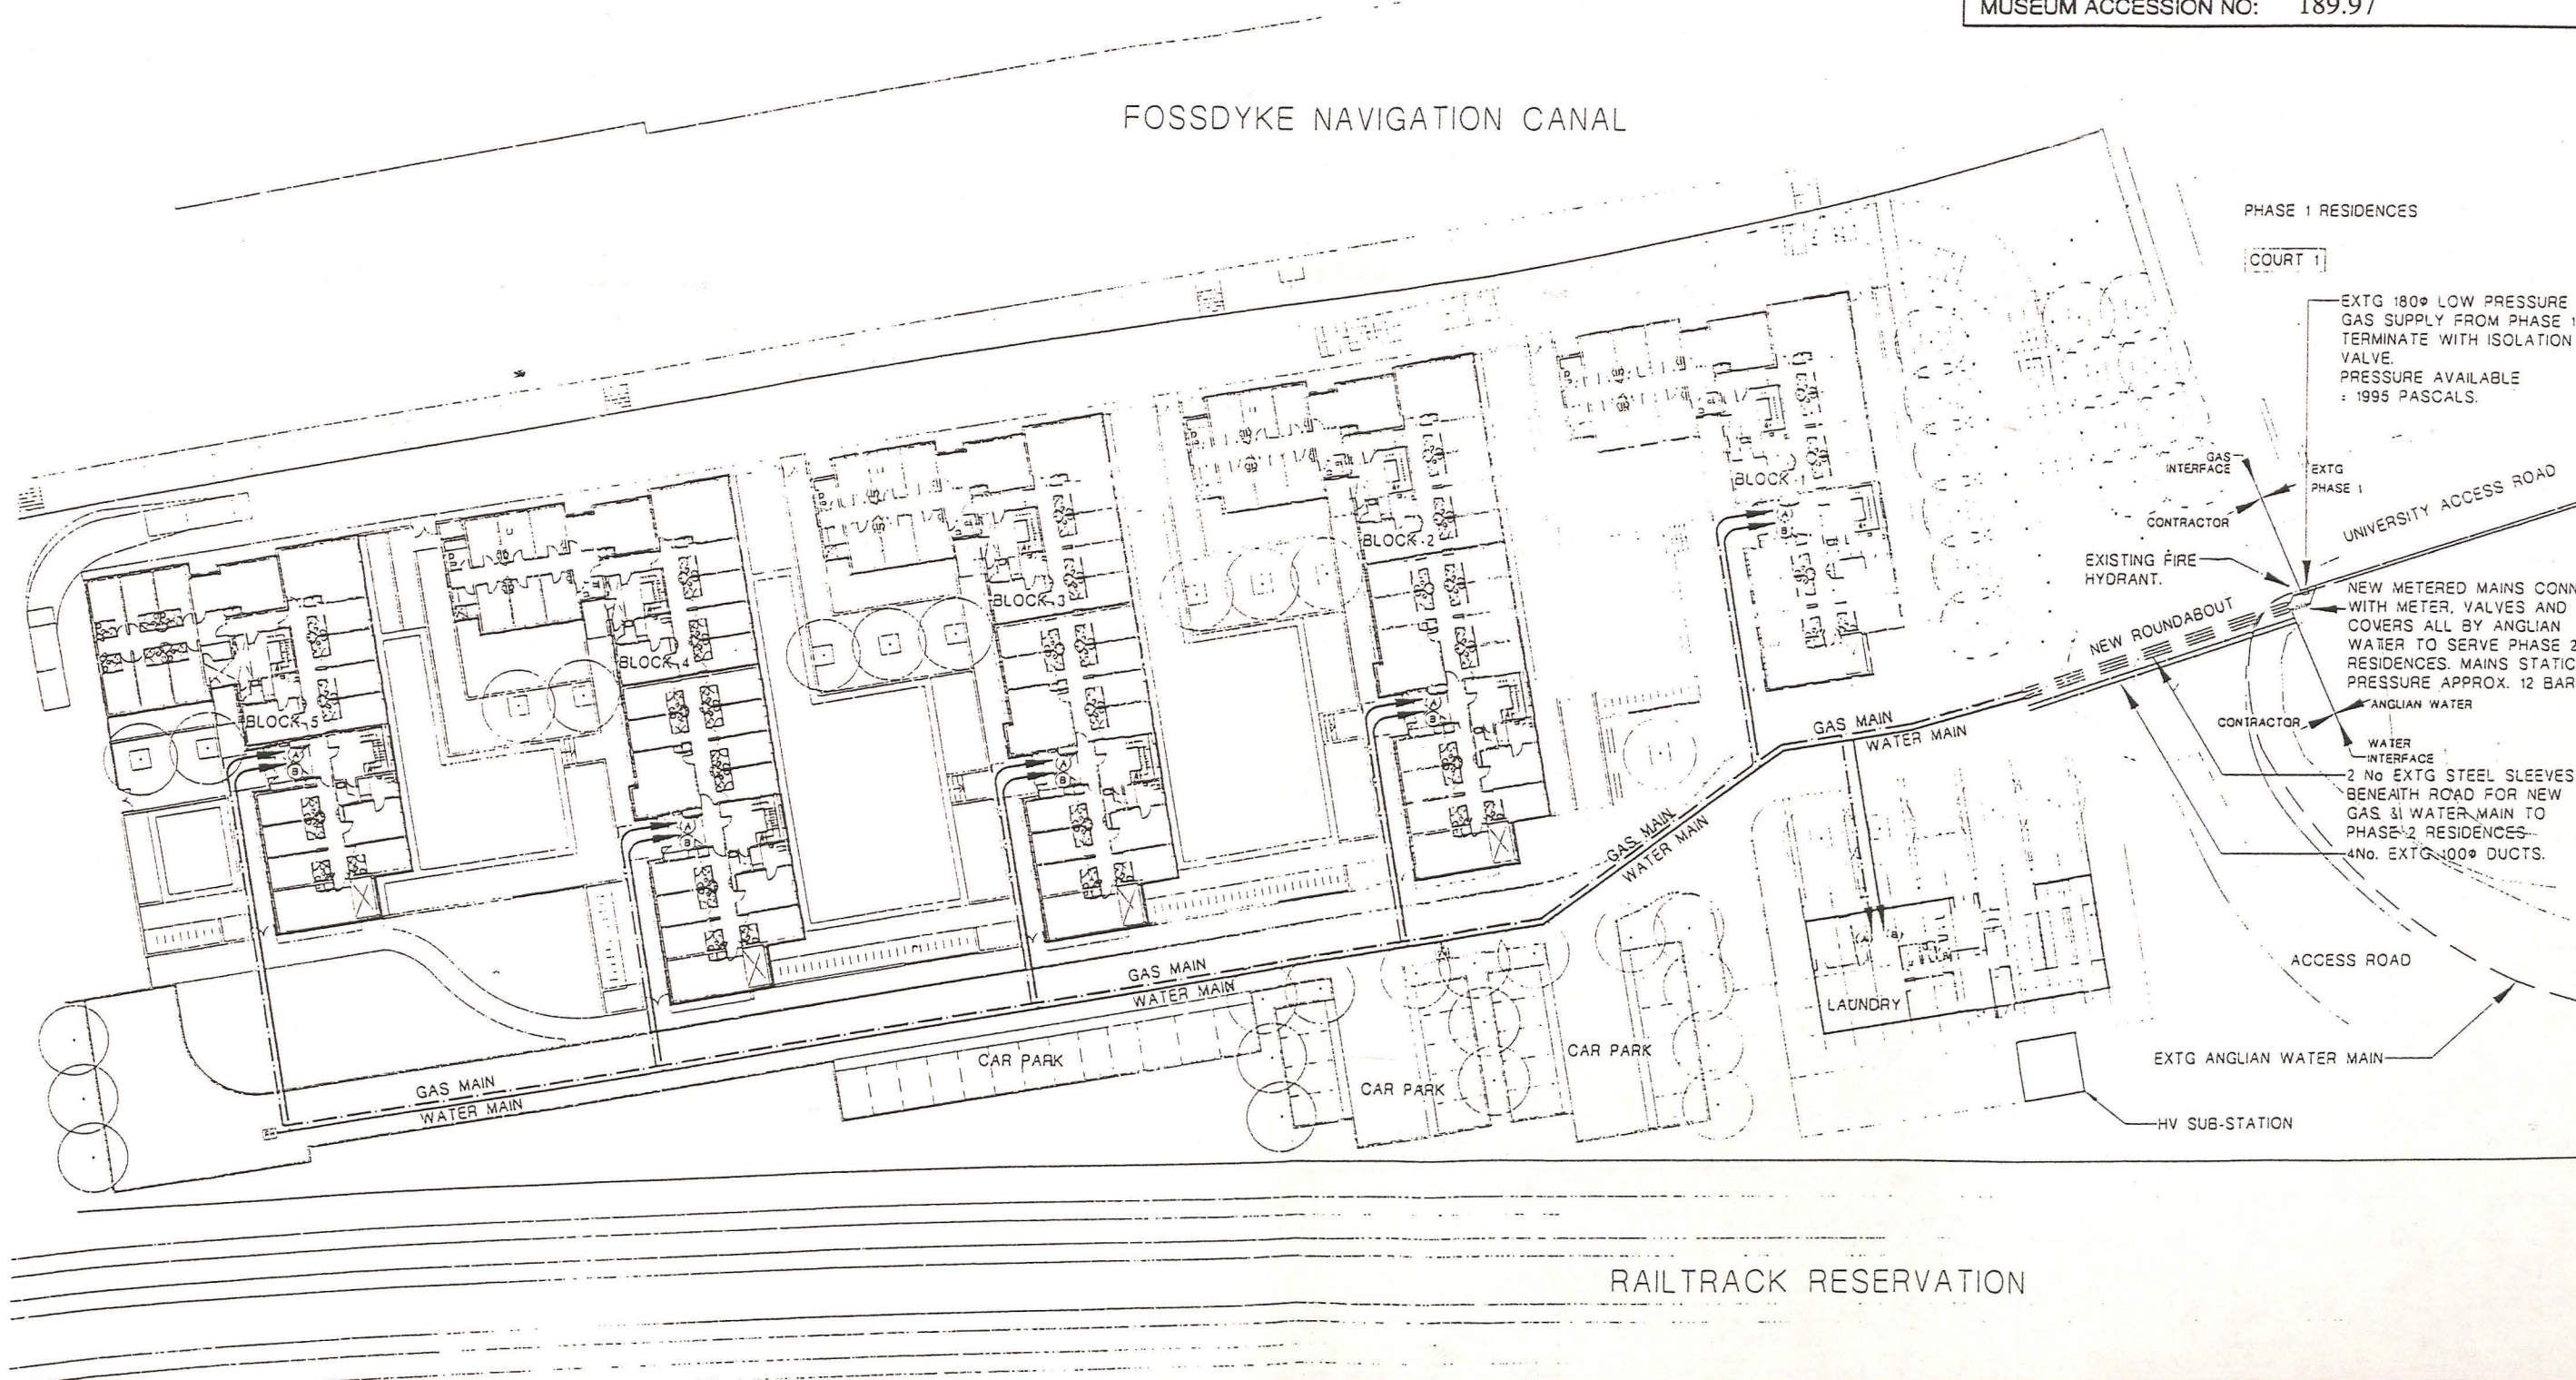 MUSEUM ACCESSION NO: 189.97
FOSSDYKE NAVIGATION CANAL
PHASE 1 RESIDENCES
COURT 1
EXTG 180ø LOW PRESSURE
GAS SUPPLY FROM PHASE 1
TERMINATE WITH ISOLATION
VALVE.
PRESSURE AVAILABLE
: 1995 PASCALS.
GAS
INTERFACE
EXTG
PHASE 1
CONTRACTOR
UNIVERSITY ACCESS ROAD
EXISTING FIRE
HYDRANT.
NEW ROUNDABOUT
NEW METERED MAINS CONN
WITH METER, VALVES AND
COVERS ALL BY ANGLIAN
WATER TO SERVE PHASE 2
RESIDENCES. MAINS STATIC
PRESSURE APPROX. 12 BAR
ANGLIAN WATER
CONTRACTOR
WATER
INTERFACE
2 No EXTG STEEL SLEEVES
BENEATH ROAD FOR NEW
GAS & WATER MAIN TO
PHASE 2 RESIDENCES
4No. EXTG 100ø DUCTS.
BLOCK 1
BLOCK 2
BLOCK 3
BLOCK 4
BLOCK 5
A
B
A
B
A
B
A
B
A
B
GAS MAIN
WATER MAIN
GAS MAIN
WATER MAIN
GAS MAIN
WATER MAIN
GAS MAIN
WATER MAIN
(A) (B)
LAUNDRY
CAR PARK
CAR PARK
CAR PARK
ACCESS ROAD
EXTG ANGLIAN WATER MAIN
HV SUB-STATION
RAILTRACK RESERVATION